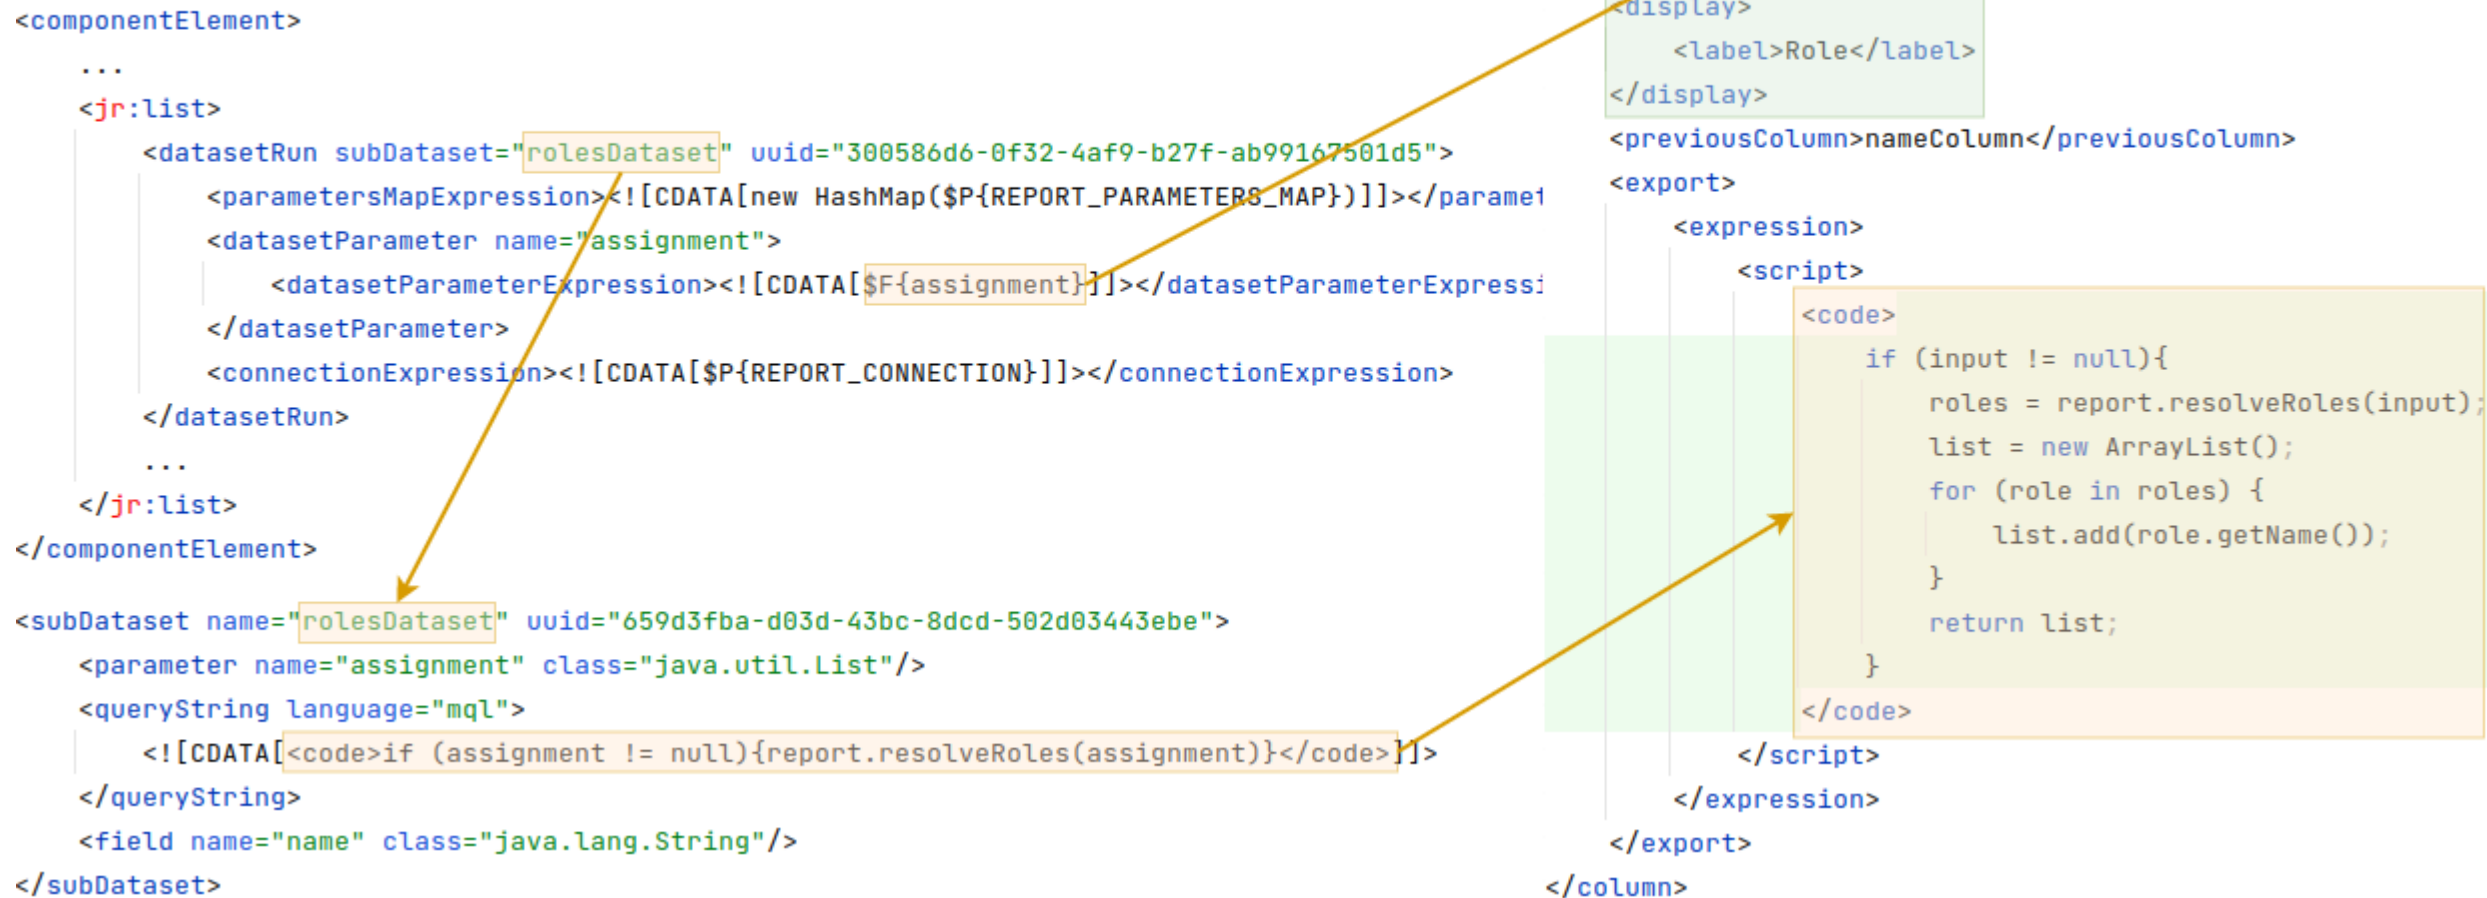 <componentElement>
    ...
    <jr:list>
        <datasetRun subDataset="rolesDataset" uuid="300586d6-0f32-4af9-b27f-ab99167501d5">
            <parametersMapExpression><![CDATA[new HashMap($P{REPORT_PARAMETERS_MAP})]]></paramet
            <datasetParameter name="assignment">
                <datasetParameterExpression><![CDATA[$F{assignment}]]></datasetParameterExpressi
            </datasetParameter>
            <connectionExpression><![CDATA[$P{REPORT_CONNECTION}]]></connectionExpression>
        </datasetRun>
        ...
    </jr:list>
</componentElement>
<subDataset name="rolesDataset" uuid="659d3fba-d03d-43bc-8dcd-502d03443ebe">
    <parameter name="assignment" class="java.util.List"/>
    <queryString language="mql">
        <![CDATA[<code>if (assignment != null){report.resolveRoles(assignment)}</code>]]>
    </queryString>
    <field name="name" class="java.lang.String"/>
</subDataset>
    <display>
        <label>Role</label>
    </display>
    <previousColumn>nameColumn</previousColumn>
    <export>
        <expression>
            <script>
                <code>
                    if (input != null){
                        roles = report.resolveRoles(input);
                        list = new ArrayList();
                        for (role in roles) {
                            list.add(role.getName());
                        }
                        return list;
                    }
                </code>
            </script>
        </expression>
    </export>
</column>